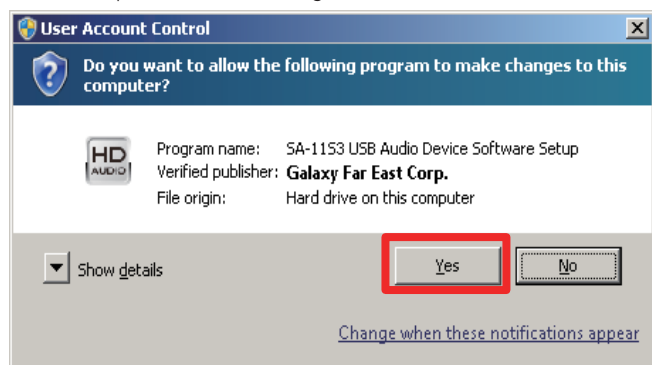 User Account Control
Do you want to allow the following program to make changes to this
computer?
HD
AUDIO
Program name: SA-11S3 USB Audio Device Software Setup
Verified publisher: Galaxy Far East Corp.
File origin: Hard drive on this computer
Show details
Yes
No
Change when these notifications appear